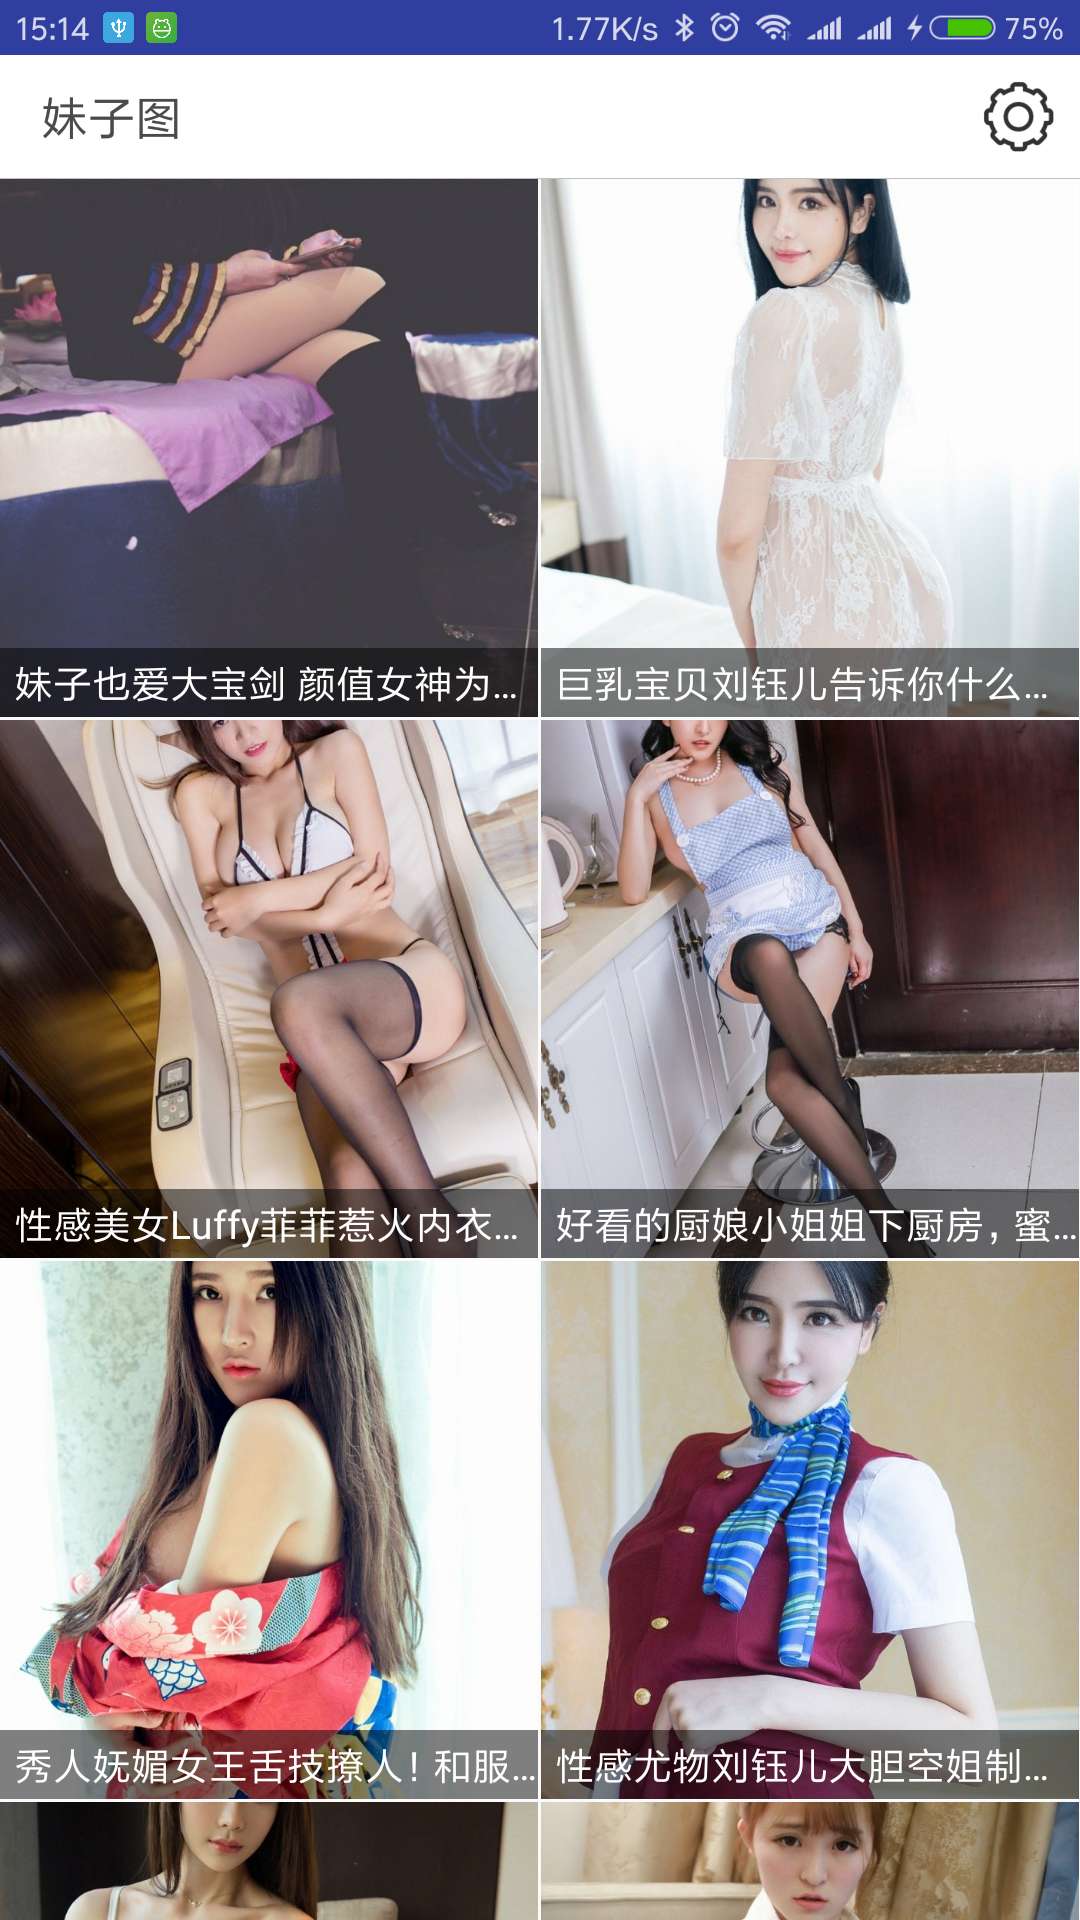 15:14
1.77K/s
75%
妹子图
妹子也爱大宝剑 颜值女神为...
巨乳宝贝刘钰儿告诉你什么...
性感美女Luffy菲菲惹火内衣...
好看的厨娘小姐姐下厨房，蜜...
秀人妩媚女王舌技撩人！和服...
性感尤物刘钰儿大胆空姐制...